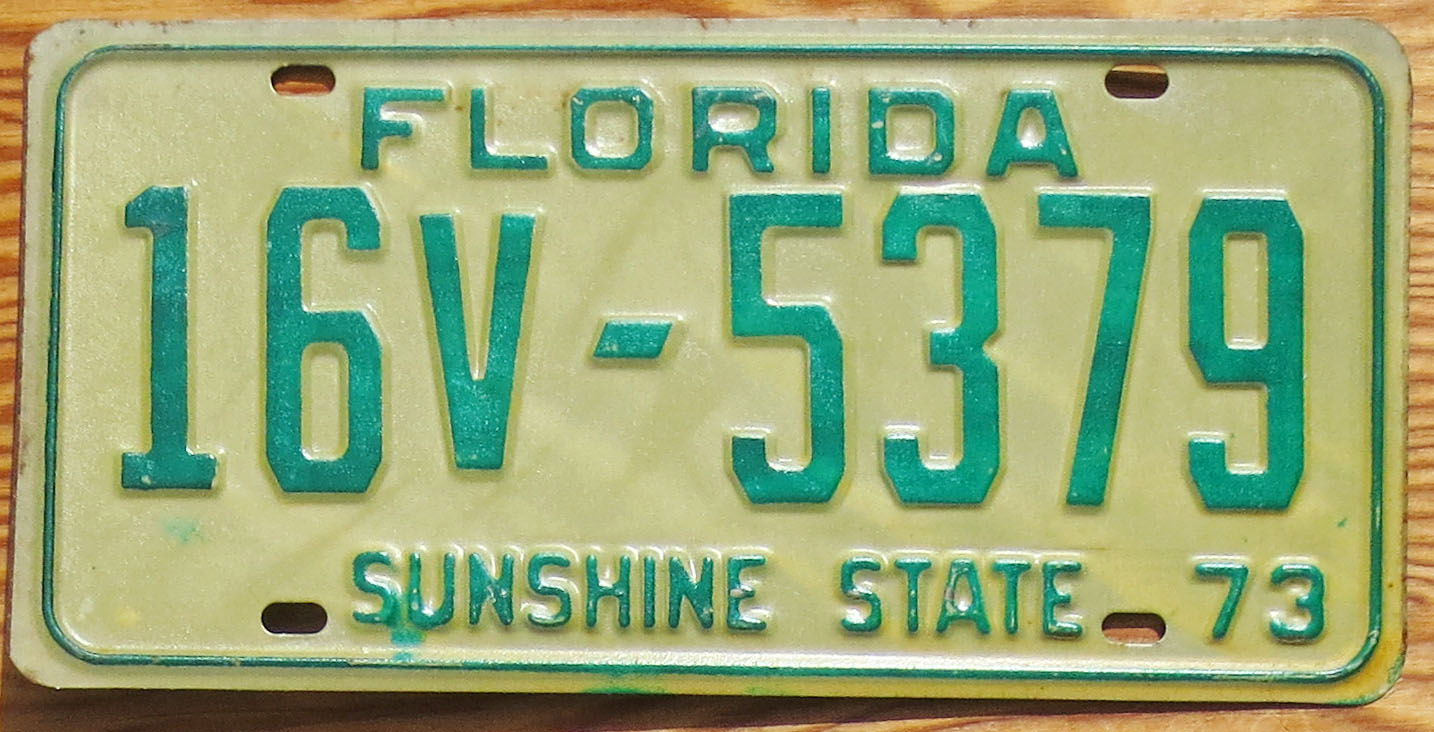 FLORIDA
16V-5379
SUNSHINE STATE 73